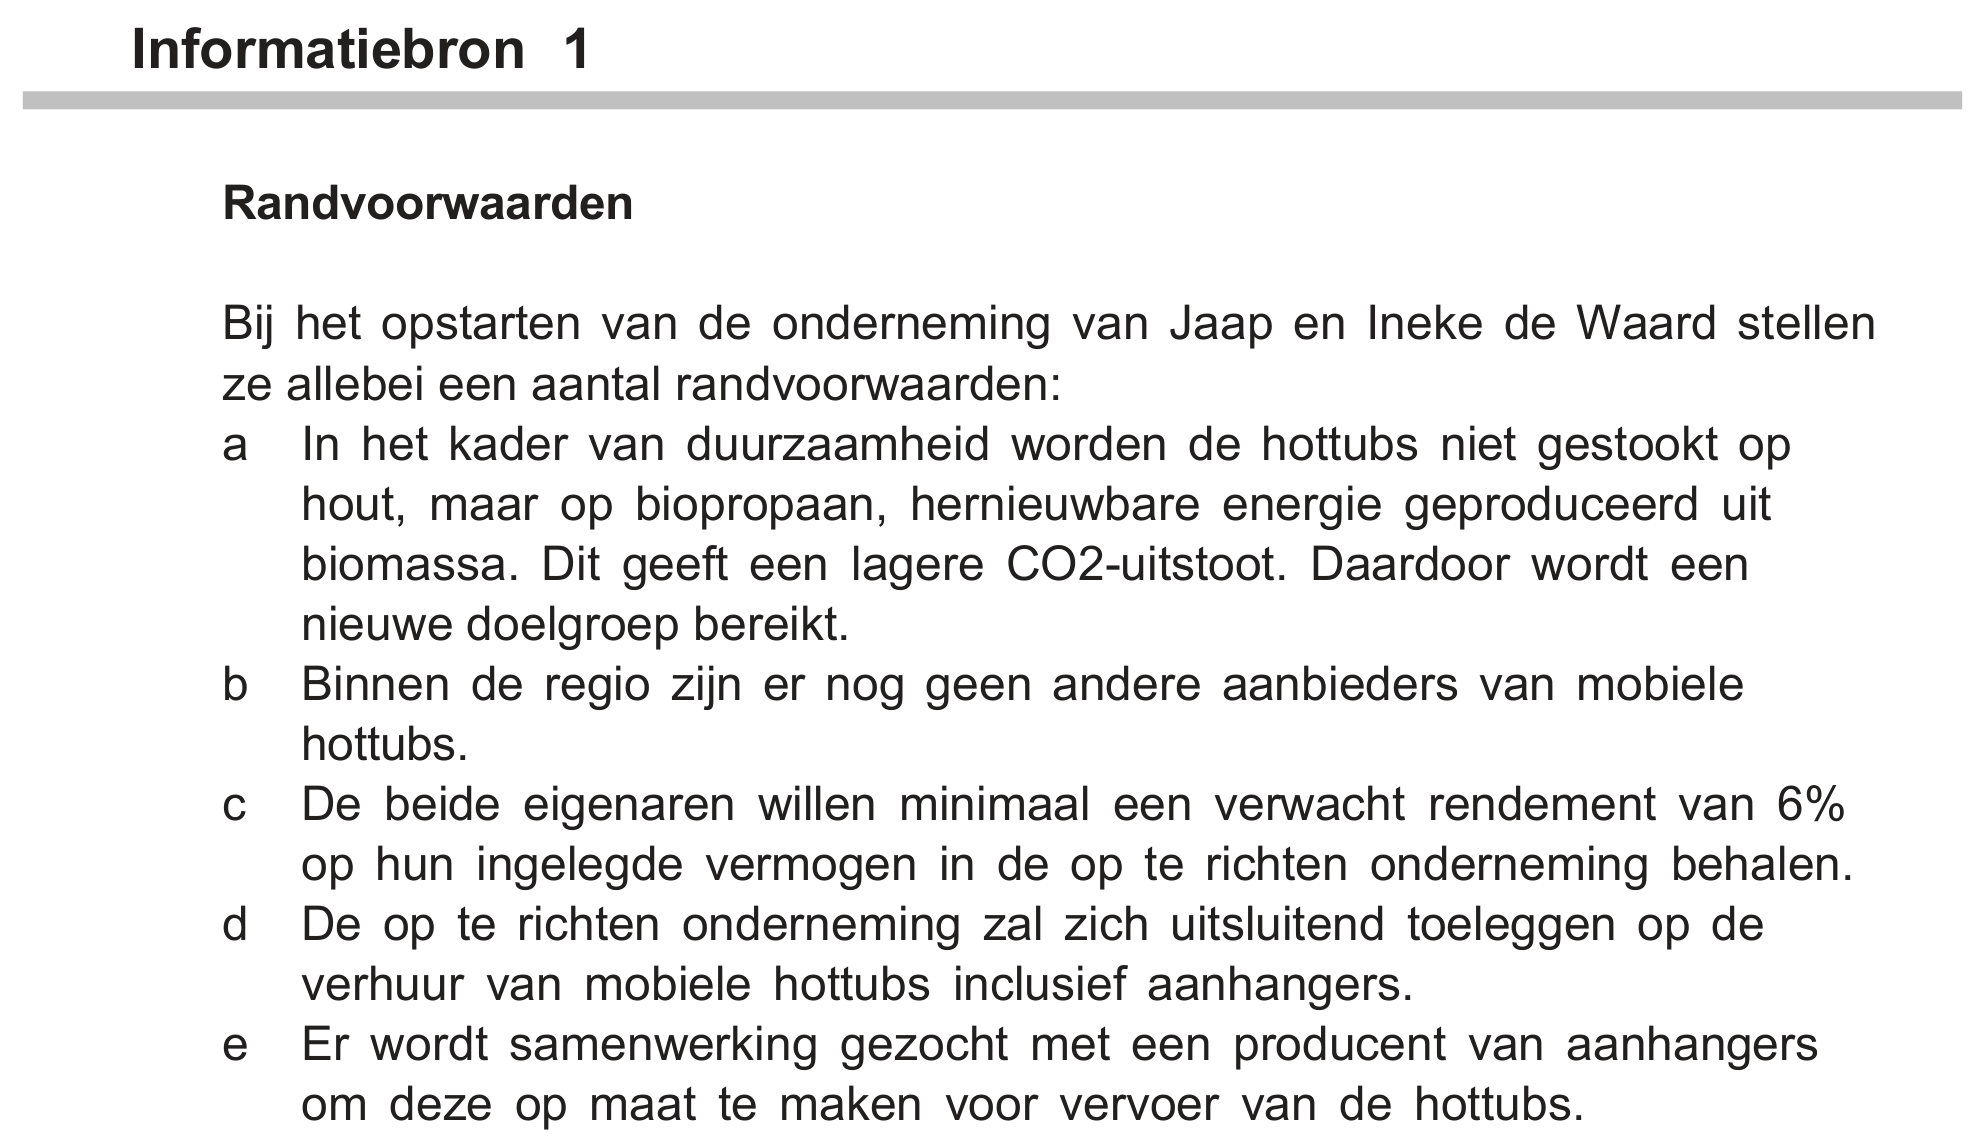 Informatiebron 1
Randvoorwaarden
Bij het opstarten van de onderneming van Jaap en Ineke de Waard stellen
ze allebei een aantal randvoorwaarden:
a In het kader van duurzaamheid worden de hottubs niet gestookt op
hout, maar op biopropaan, hernieuwbare energie geproduceerd uit
biomassa. Dit geeft een lagere CO2-uitstoot. Daardoor wordt een
nieuwe doelgroep bereikt.
b Binnen de regio zijn er nog geen andere aanbieders van mobiele
hottubs.
c De beide eigenaren willen minimaal een verwacht rendement van 6%
op hun ingelegde vermogen in de op te richten onderneming behalen.
d De op te richten onderneming zal zich uitsluitend toeleggen op de
verhuur van mobiele hottubs inclusief aanhangers.
e Er wordt samenwerking gezocht met een producent van aanhangers
om deze op maat te maken voor vervoer van de hottubs.